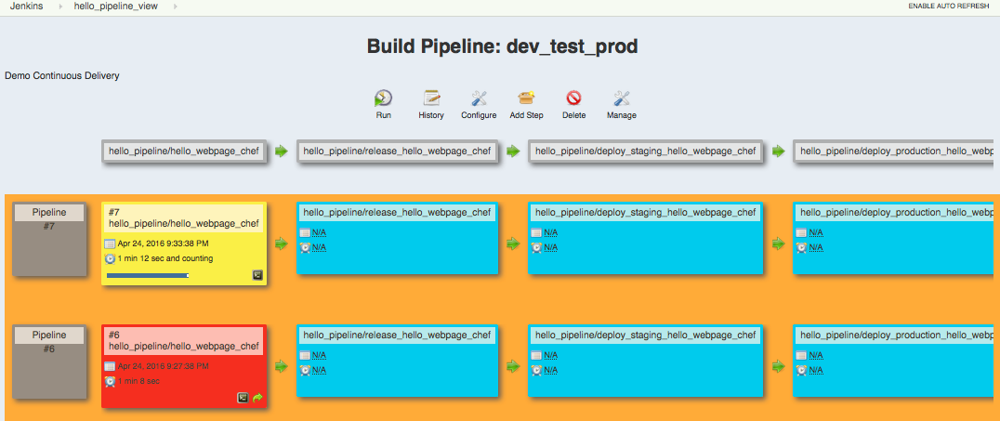 Jenkins hello_pipeline_view ENABLE AUTO REFRESH
Build Pipeline: dev_test_prod
Demo Continuous Delivery
Run History Configure Add Step Delete Manage
hello_pipeline/hello_webpage_chef hello_pipeline/release_hello_webpage_chef hello_pipeline/deploy_staging_hello_webpage_chef hello_pipeline/deploy_production_hello_webp
Pipeline
#7
#7
hello_pipeline/hello_webpage_chef
Apr 24, 2016 9:33:38 PM
1 min 12 sec and counting
hello_pipeline/release_hello_webpage_chef
N/A
N/A
hello_pipeline/deploy_staging_hello_webpage_chef
N/A
N/A
hello_pipeline/deploy_production_hello_webp
N/A
N/A
Pipeline
#6
#6
hello_pipeline/hello_webpage_chef
Apr 24, 2016 9:27:38 PM
1 min 8 sec
hello_pipeline/release_hello_webpage_chef
N/A
N/A
hello_pipeline/deploy_staging_hello_webpage_chef
N/A
N/A
hello_pipeline/deploy_production_hello_webp
N/A
N/A